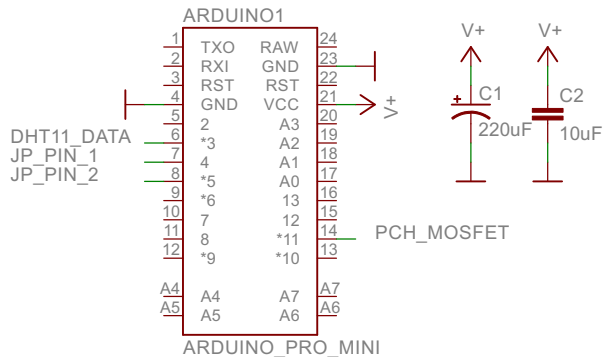 ARDUINO1
1 TXO RAW 24
2 RXI GND 23
3 RST RST 22
4 GND VCC 21 V+
5 2 A3 20
DHT11_DATA 6 *3 A2 19
JP_PIN_1 7 4 A1 18
JP_PIN_2 8 *5 A0 17
9 *6 13 16
10 7 12 15
11 8 *11 14 PCH_MOSFET
12 *9 *10 13
A4 A4 A7 A7
A5 A5 A6 A6
ARDUINO_PRO_MINI
V+
+
C1
220uF
V+
C2
10uF